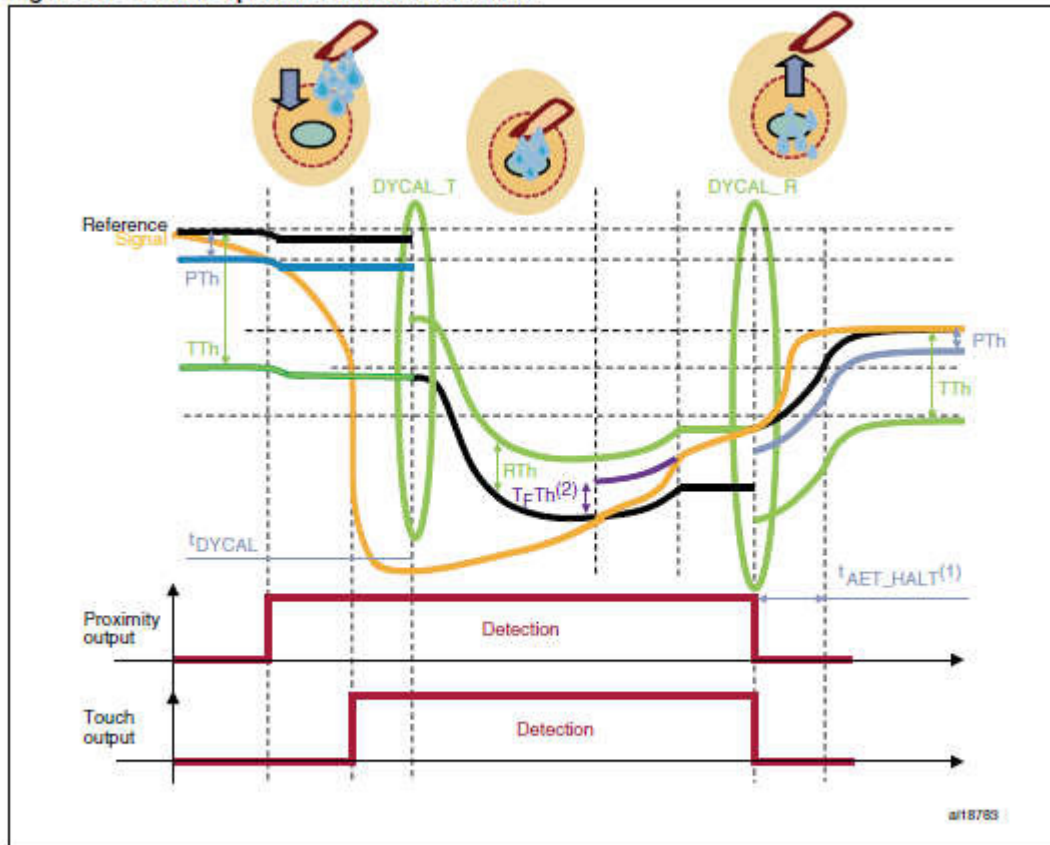 DYCAL_T
DYCAL_R
Reference
Signal
PTh
TTh
PTh
TTh
RTh
TFTh(2)
tDYCAL
tAET_HALT(1)
Proximity
output
Detection
Touch
output
Detection
ai18763